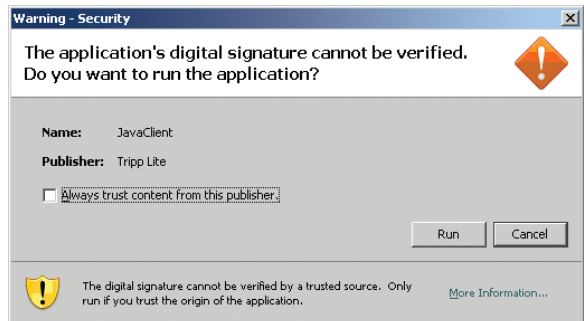 Warning - Security
The application's digital signature cannot be verified.
Do you want to run the application?
Name: JavaClient
Publisher: Tripp Lite
Always trust content from this publisher.
Run Cancel
The digital signature cannot be verified by a trusted source. Only
run if you trust the origin of the application.
More Information...